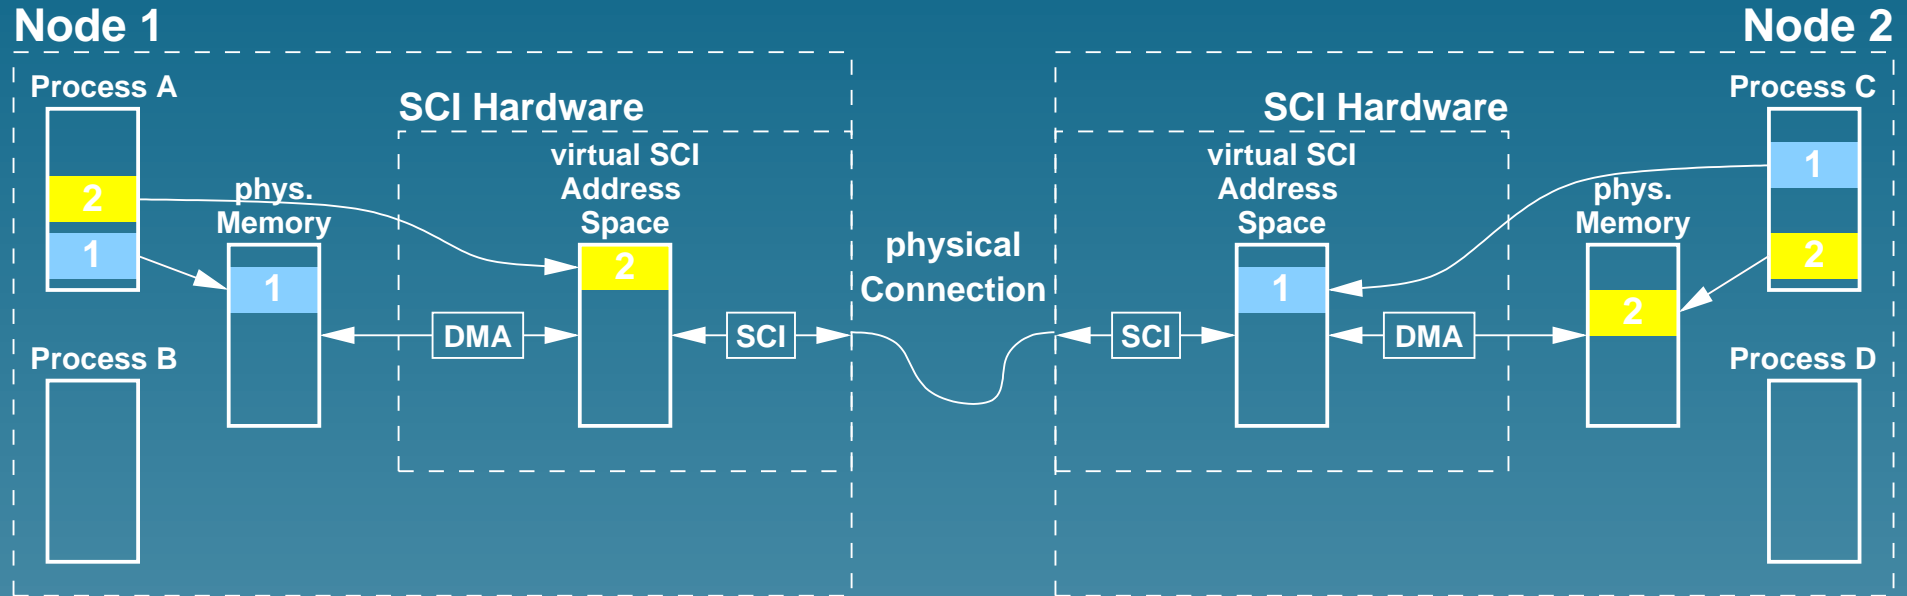 Node 1
Process A
2
1
Process B
phys.
Memory
1
SCI Hardware
virtual SCI
Address
Space
2
DMA
SCI
physical
Connection
Node 2
SCI Hardware
virtual SCI
Address
Space
1
SCI
DMA
phys.
Memory
2
Process C
1
2
Process D